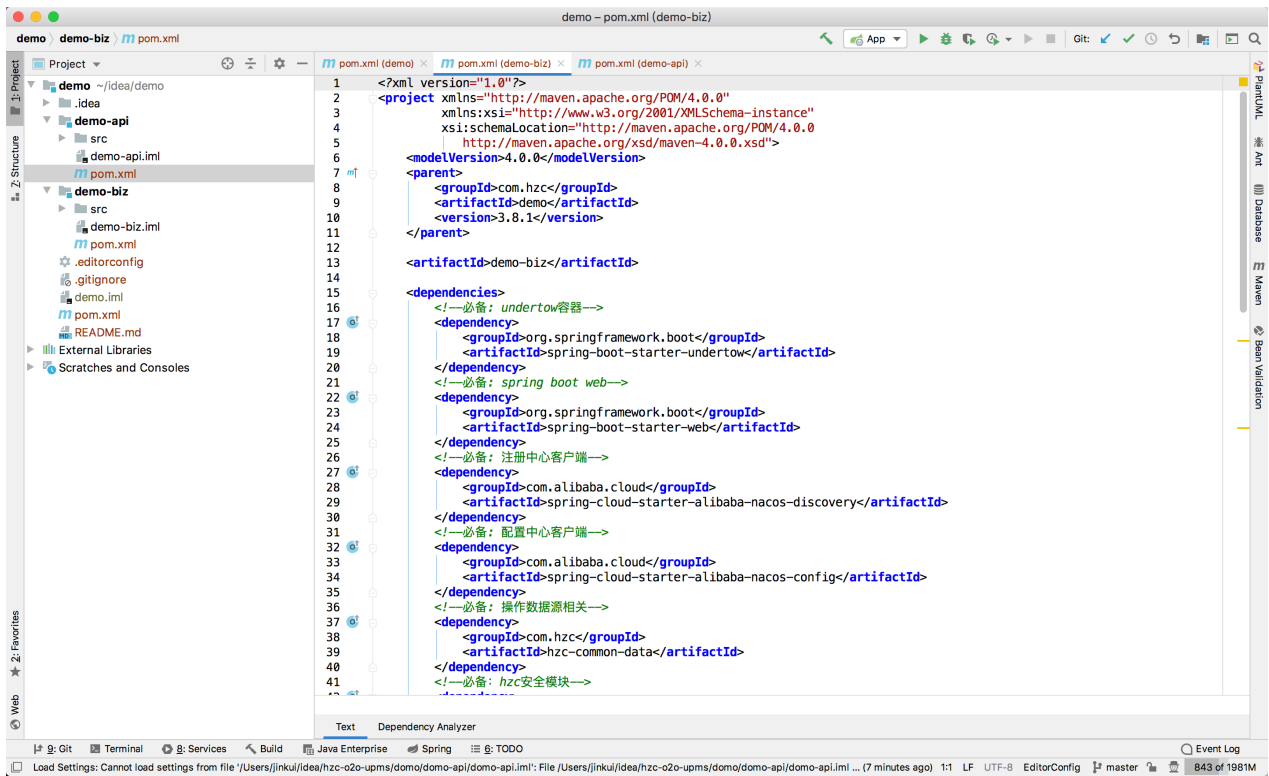 demo – pom.xml (demo-biz)
demo demo-biz pom.xml
App
Git:
1: Project
7: Structure
2: Favorites
Web
Project
demo ~/idea/demo
.idea
demo-api
src
demo-api.iml
pom.xml
demo-biz
src
demo-biz.iml
pom.xml
.editorconfig
.gitignore
demo.iml
pom.xml
README.md
External Libraries
Scratches and Consoles
pom.xml (demo) pom.xml (demo-biz) pom.xml (demo-api)
1 <?xml version="1.0"?>
2 <project xmlns="http://maven.apache.org/POM/4.0.0"
3 xmlns:xsi="http://www.w3.org/2001/XMLSchema-instance"
4 xsi:schemaLocation="http://maven.apache.org/POM/4.0.0
5 http://maven.apache.org/xsd/maven-4.0.0.xsd">
6 <modelVersion>4.0.0</modelVersion>
7 <parent>
8 <groupId>com.hzc</groupId>
9 <artifactId>demo</artifactId>
10 <version>3.8.1</version>
11 </parent>
12
13 <artifactId>demo-biz</artifactId>
14
15 <dependencies>
16 <!--必备: undertow容器-->
17 <dependency>
18 <groupId>org.springframework.boot</groupId>
19 <artifactId>spring-boot-starter-undertow</artifactId>
20 </dependency>
21 <!--必备: spring boot web-->
22 <dependency>
23 <groupId>org.springframework.boot</groupId>
24 <artifactId>spring-boot-starter-web</artifactId>
25 </dependency>
26 <!--必备: 注册中心客户端-->
27 <dependency>
28 <groupId>com.alibaba.cloud</groupId>
29 <artifactId>spring-cloud-starter-alibaba-nacos-discovery</artifactId>
30 </dependency>
31 <!--必备: 配置中心客户端-->
32 <dependency>
33 <groupId>com.alibaba.cloud</groupId>
34 <artifactId>spring-cloud-starter-alibaba-nacos-config</artifactId>
35 </dependency>
36 <!--必备: 操作数据源相关-->
37 <dependency>
38 <groupId>com.hzc</groupId>
39 <artifactId>hzc-common-data</artifactId>
40 </dependency>
41 <!--必备: hzc安全模块-->
PlantUML
Ant
Database
Maven
Bean Validation
Text Dependency Analyzer
9: Git Terminal 8: Services Build Java Enterprise Spring 6: TODO Event Log
Load Settings: Cannot load settings from file '/Users/jinkui/idea/hzc-o2o-upms/domo/domo-api/domo-api.iml': File /Users/jinkui/idea/hzc-o2o-upms/domo/domo-api/domo-api.iml ... (7 minutes ago) 1:1 LF UTF-8 EditorConfig master 843 of 1981M